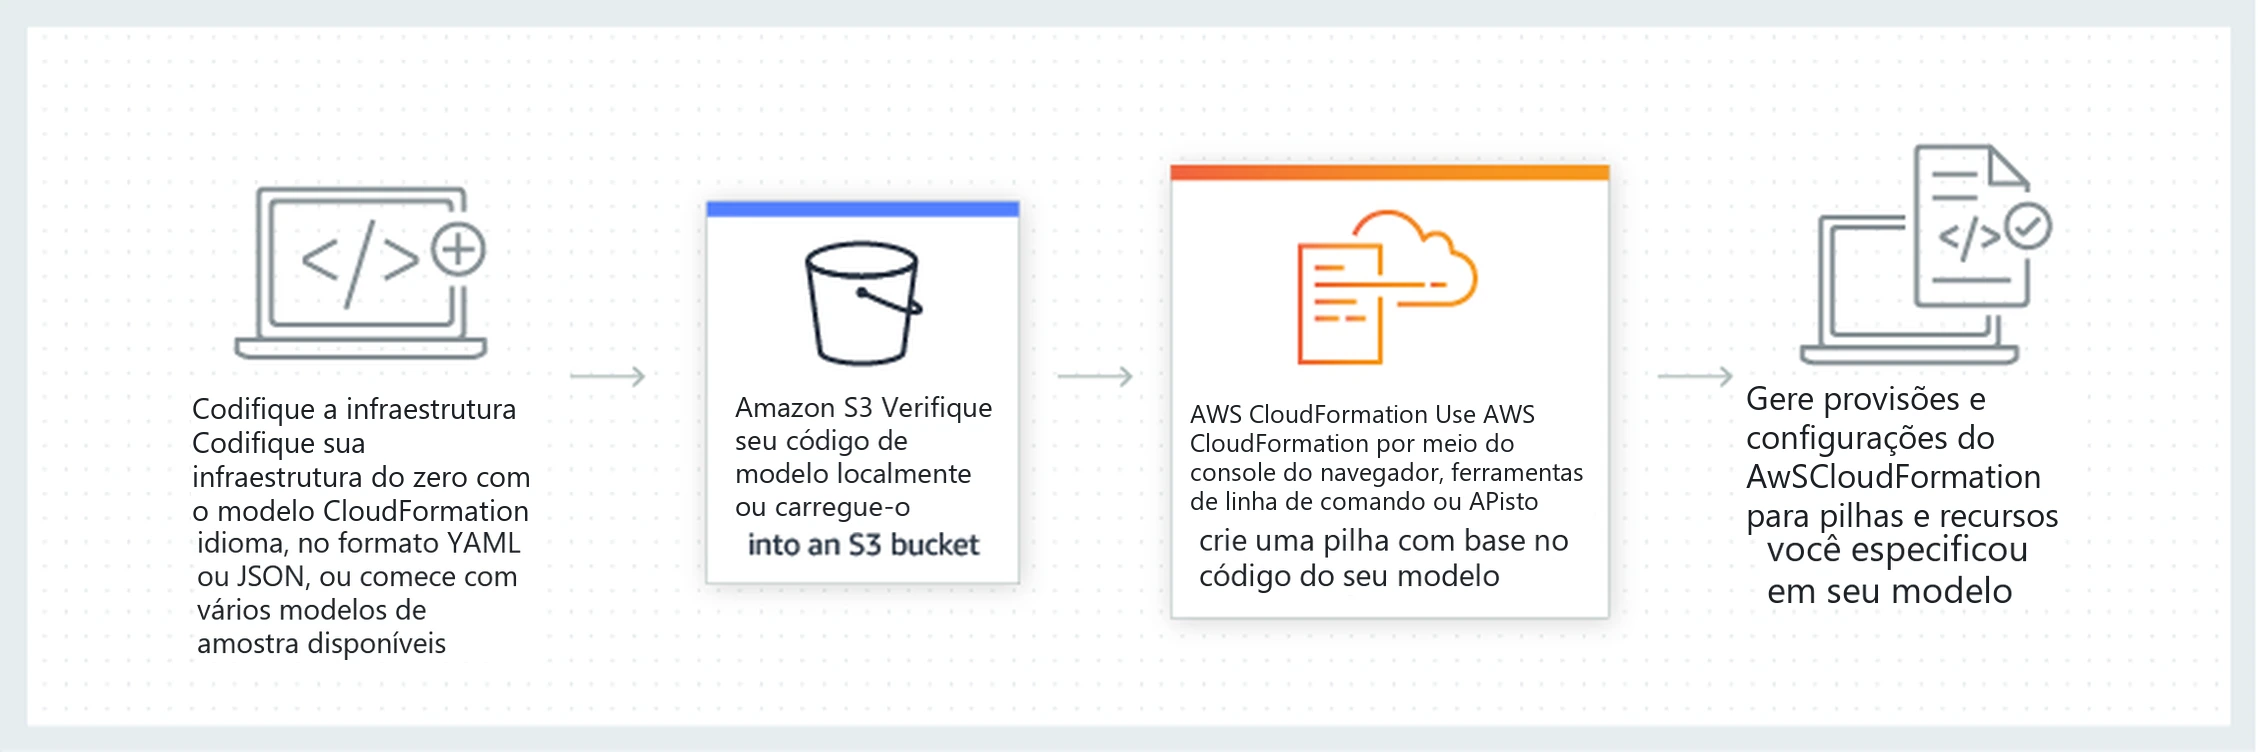 Codifique a infraestrutura
Codifique sua
infraestrutura do zero com
o modelo CloudFormation
idioma, no formato YAML
ou JSON, ou comece com
vários modelos de
amostra disponíveis
Amazon S3 Verifique
seu código de
modelo localmente
ou carregue-o
into an S3 bucket
AWS CloudFormation Use AWS
CloudFormation por meio do
console do navegador, ferramentas
de linha de comando ou APisto
crie uma pilha com base no
código do seu modelo
Gere provisões e
configurações do
AwSCloudFormation
para pilhas e recursos
você especificou
em seu modelo